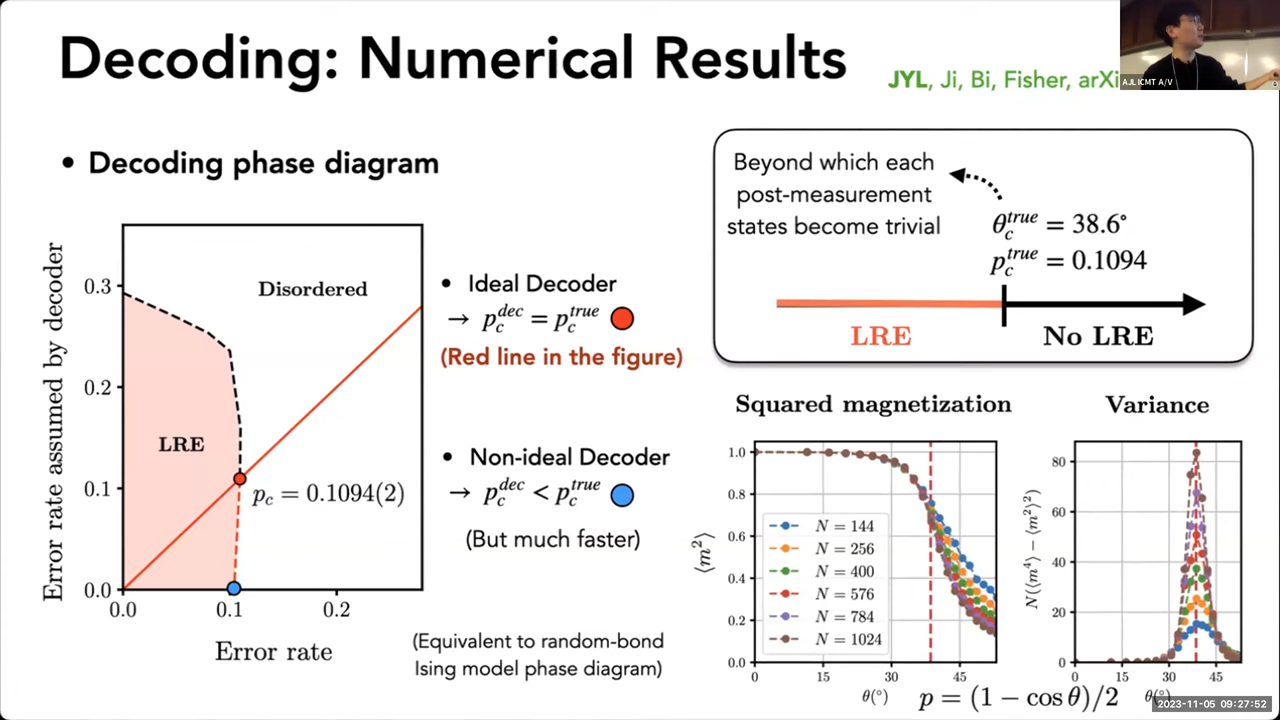 Decoding: Numerical Results
JYL, Ji, Bi, Fisher, arXi
AJL ICMT A/V
• Decoding phase diagram
Error rate assumed by decoder
0.3
0.2
0.1
0.0
0.0
0.1
0.2
Error rate
Disordered
LRE
p_c = 0.1094(2)
• Ideal Decoder
→ p_c^{dec} = p_c^{true}
(Red line in the figure)
• Non-ideal Decoder
→ p_c^{dec} < p_c^{true}
(But much faster)
(Equivalent to random-bond
Ising model phase diagram)
Beyond which each
post-measurement
states become trivial
θ_c^{true} = 38.6°
p_c^{true} = 0.1094
LRE
No LRE
Squared magnetization
⟨m²⟩
1.0
0.8
0.6
0.4
0.2
0.0
N = 144
N = 256
N = 400
N = 576
N = 784
N = 1024
0
15
30
45
θ(°)
Variance
N(⟨m⁴⟩ − ⟨m²⟩²)
80
60
40
20
0
0
15
30
45
θ(°)
p = (1 − cos θ)/2
2023-11-05 09:27:52